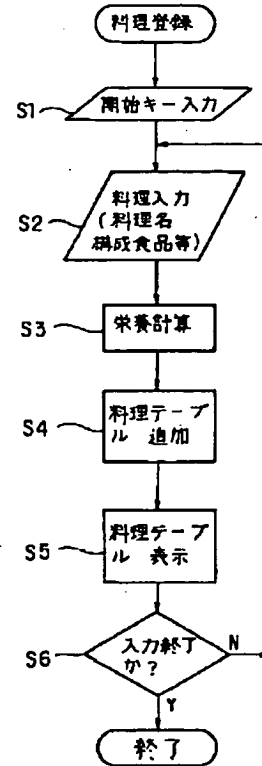 料理登録
S1
開始キー入力
S2
料理入力
(料理名
構成食品等)
S3
栄養計算
S4
料理テーブ
ル 追加
S5
料理テーブ
ル 表示
S6
入力終了
か?
N
Y
終了